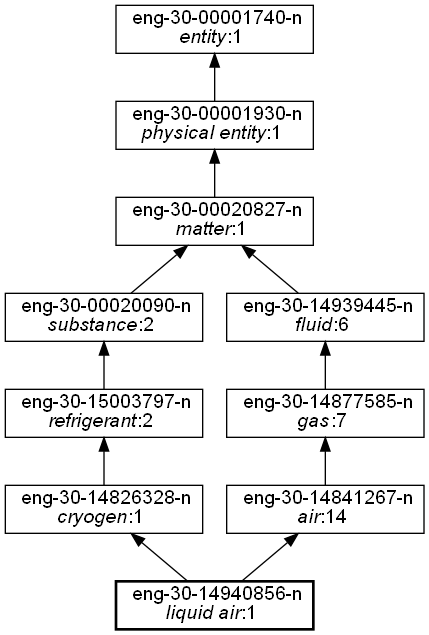 eng-30-00001740-n
entity:1
eng-30-00001930-n
physical entity:1
eng-30-00020827-n
matter:1
eng-30-00020090-n
substance:2
eng-30-14939445-n
fluid:6
eng-30-15003797-n
refrigerant:2
eng-30-14877585-n
gas:7
eng-30-14826328-n
cryogen:1
eng-30-14841267-n
air:14
eng-30-14940856-n
liquid air:1